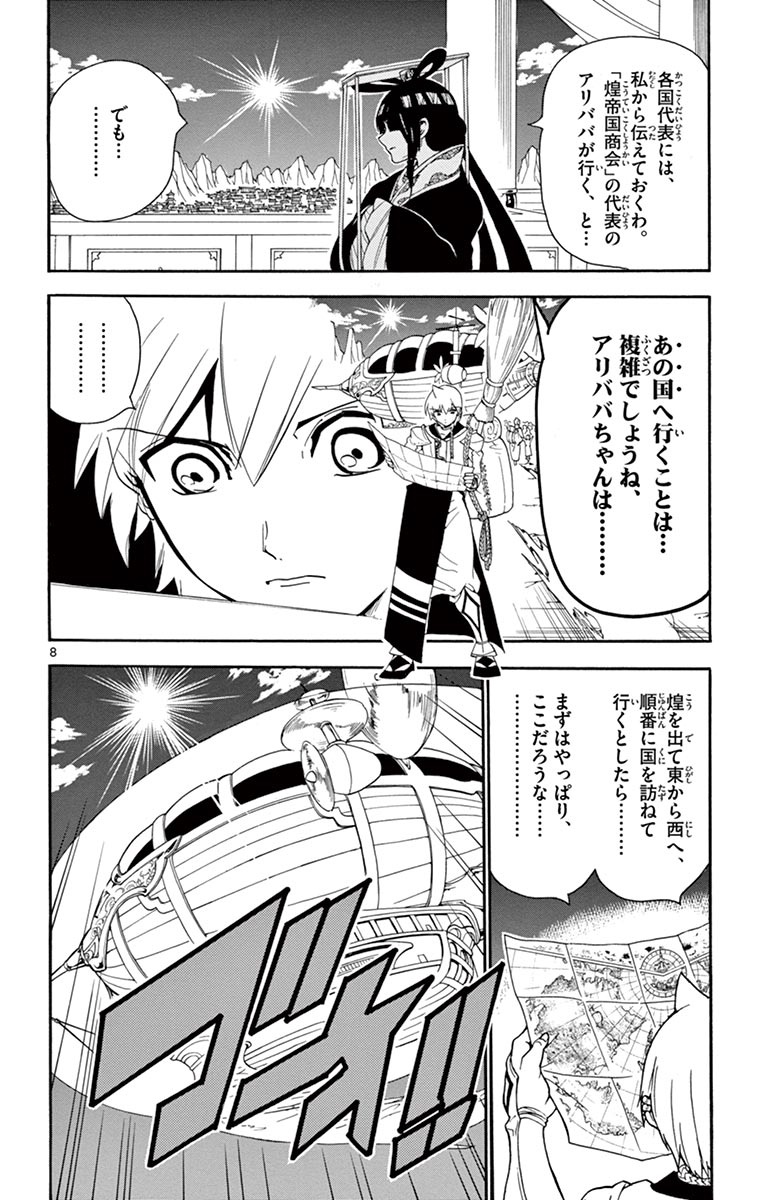 各国代表には、
私から伝えておくわ。
「煌帝国商会」の代表の
アリババが行く、と…
でも…
………
あの国へ行くことは…
複雑でしょうね、
アリババちゃんは………
………
………
8
煌を出て東から西へ、
順番に国を訪ねて
行くとしたら………
まずはやっぱり、
ここだろうな……
………
ゴオォ!!